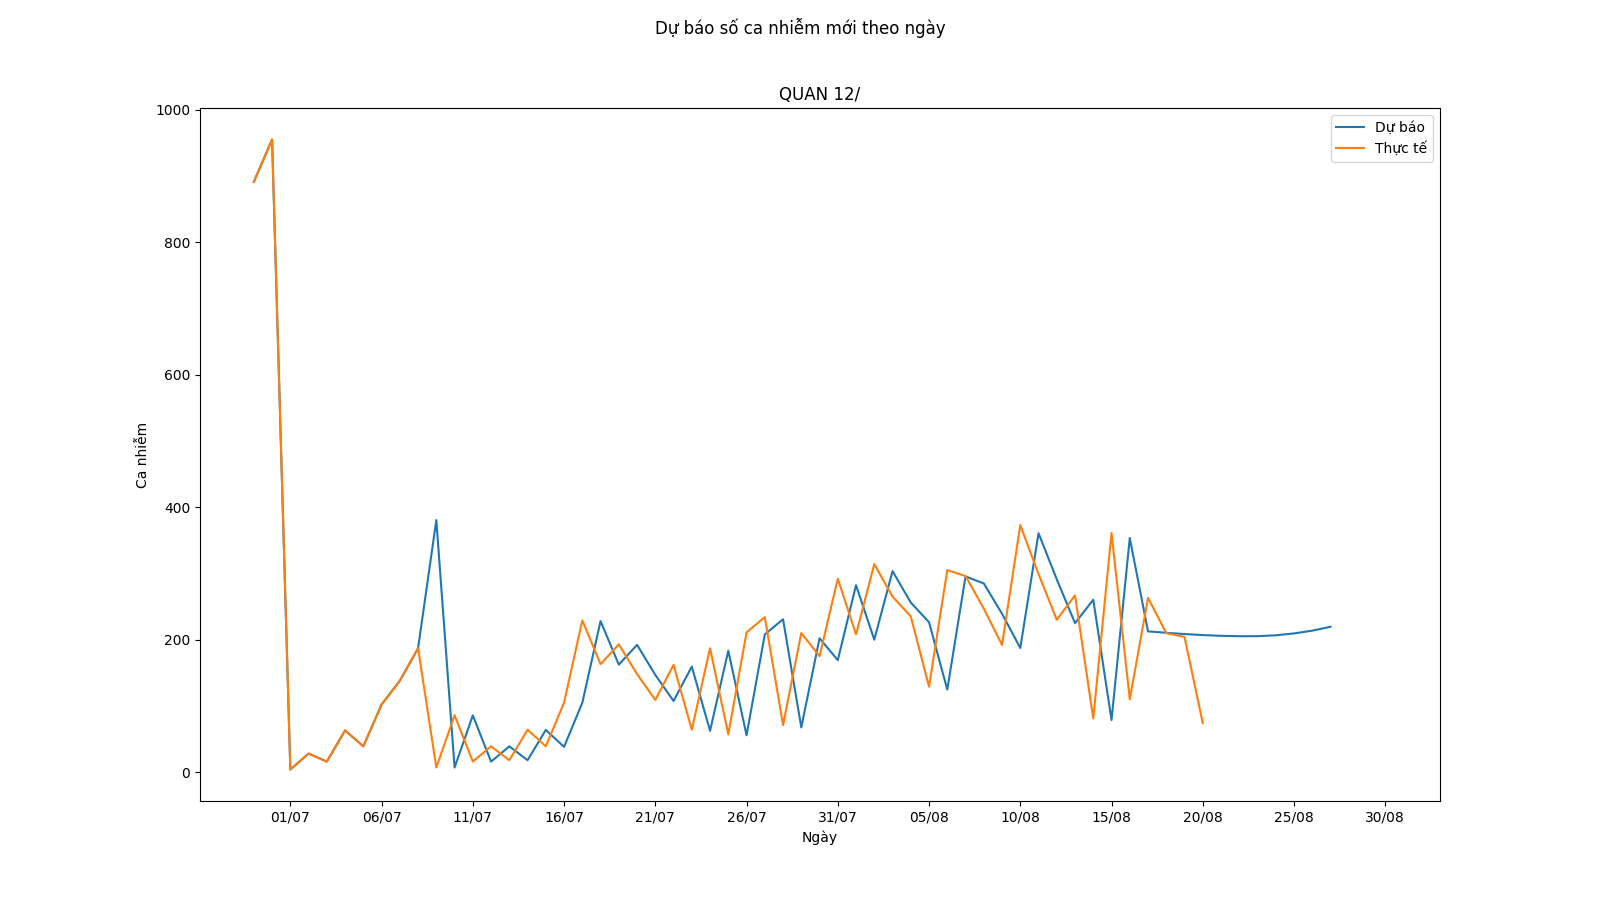 Dự báo số ca nhiễm mới theo ngày
QUAN 12/
1000
800
600
400
200
0
Ca nhiễm
Dự báo
Thực tế
01/07 06/07 11/07 16/07 21/07 26/07 31/07 05/08 10/08 15/08 20/08 25/08 30/08
Ngày